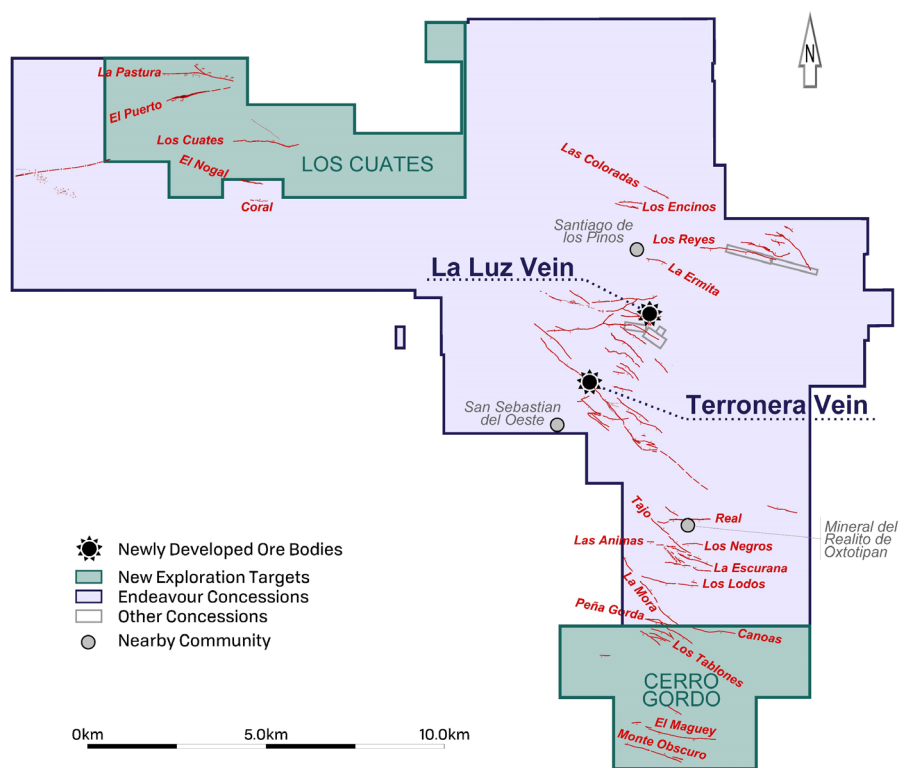 N
La Pastura
El Puerto
Los Cuates
El Nogal
LOS CUATES
Coral
Las Coloradas
Los Encinos
Santiago de
los Pinos
Los Reyes
La Ermita
La Luz Vein
Terronera Vein
San Sebastian
del Oeste
Tajo
Real
Mineral del
Realito de
Oxtotipan
Las Animas
Los Negros
La Escurana
Los Lodos
La Mora
Peña Gorda
Canoas
Los Tablones
CERRO
GORDO
El Maguey
Monte Obscuro
Newly Developed Ore Bodies
New Exploration Targets
Endeavour Concessions
Other Concessions
Nearby Community
0km
5.0km
10.0km